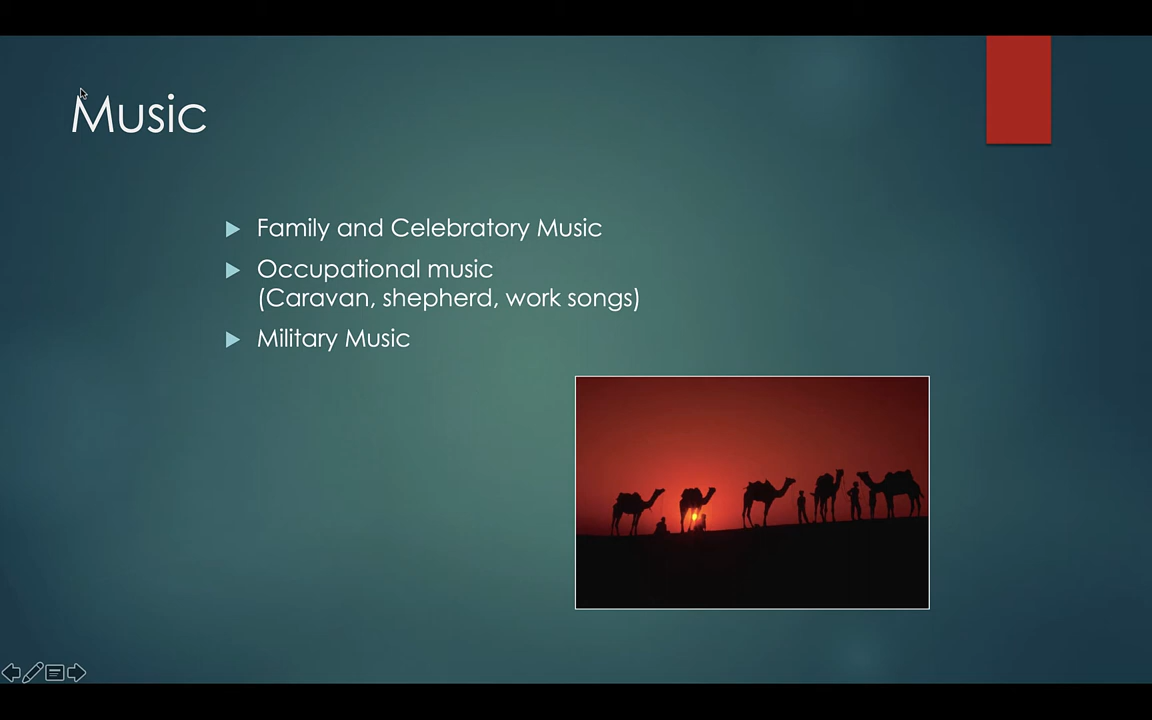 Music
Family and Celebratory Music
Occupational music
(Caravan, shepherd, work songs)
Military Music